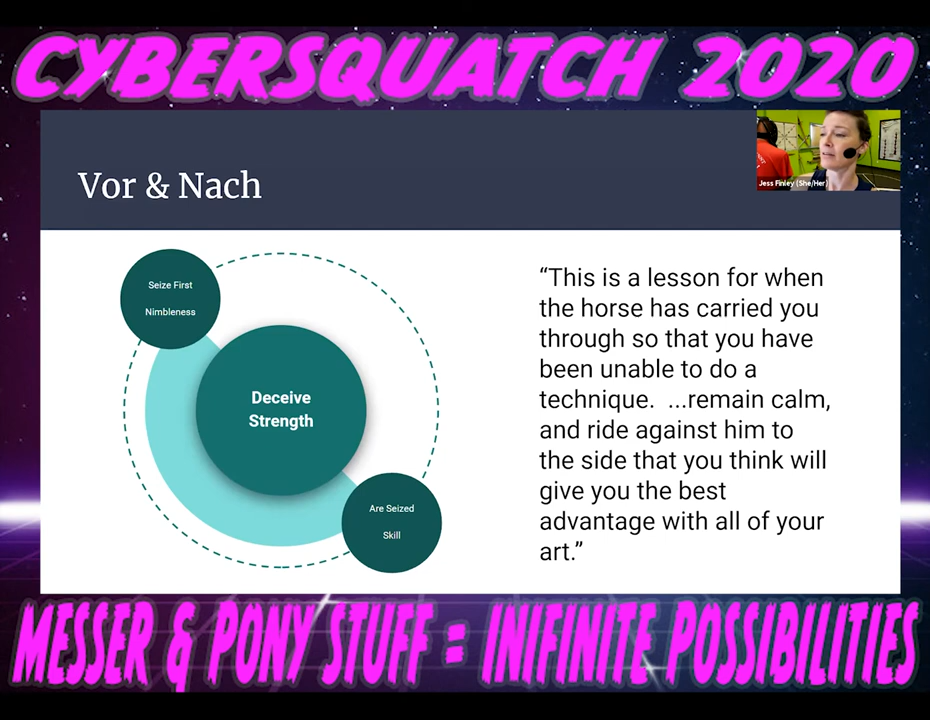 CYBERSQUATCH 2020
Jess Finley (She/Her)
Vor & Nach
Seize First
Nimbleness
Deceive
Strength
Are Seized
Skill
“This is a lesson for when
the horse has carried you
through so that you have
been unable to do a
technique.  ...remain calm,
and ride against him to
the side that you think will
give you the best
advantage with all of your
art.”
MESSER & PONY STUFF = INIFINITE POSSIBILITIES